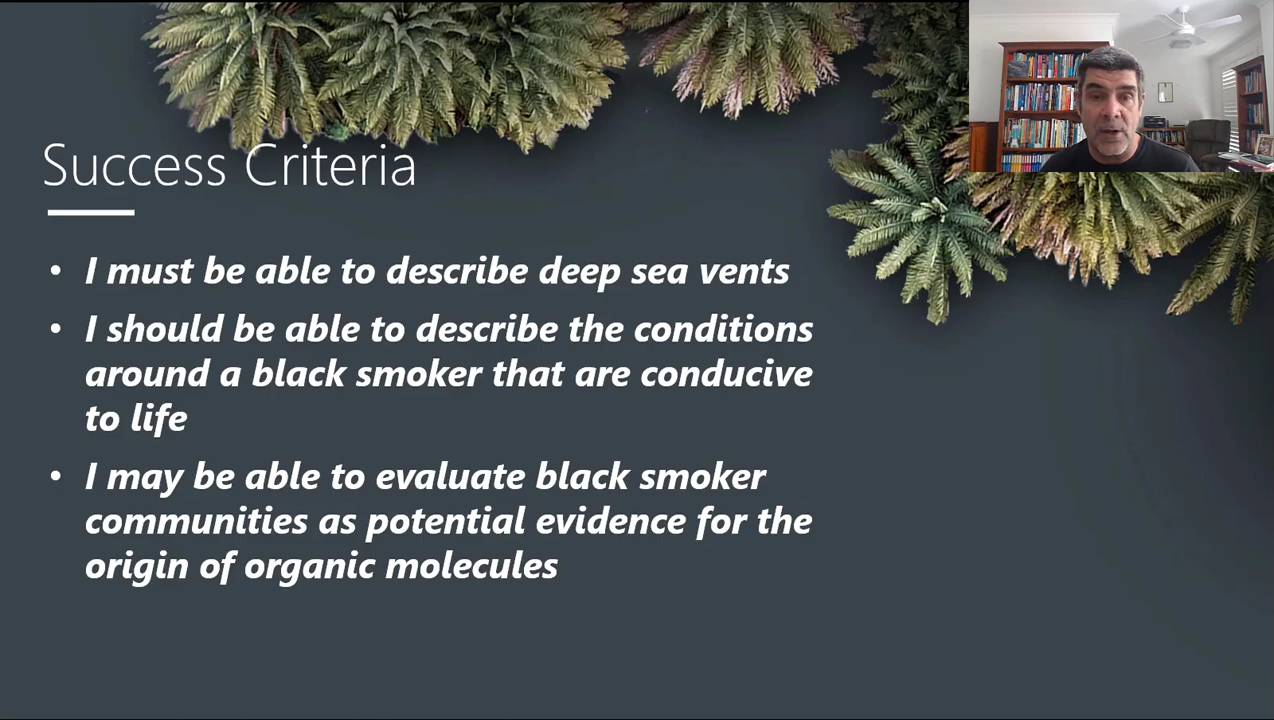 Success Criteria
• I must be able to describe deep sea vents
• I should be able to describe the conditions
around a black smoker that are conducive
to life
• I may be able to evaluate black smoker
communities as potential evidence for the
origin of organic molecules